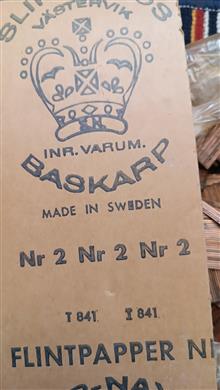 VÄSTERVIK
INR. VARUM.
BASKARP
MADE IN SWEDEN
Nr 2 Nr 2 Nr 2
T 841 T 841
FLINTPAPPER